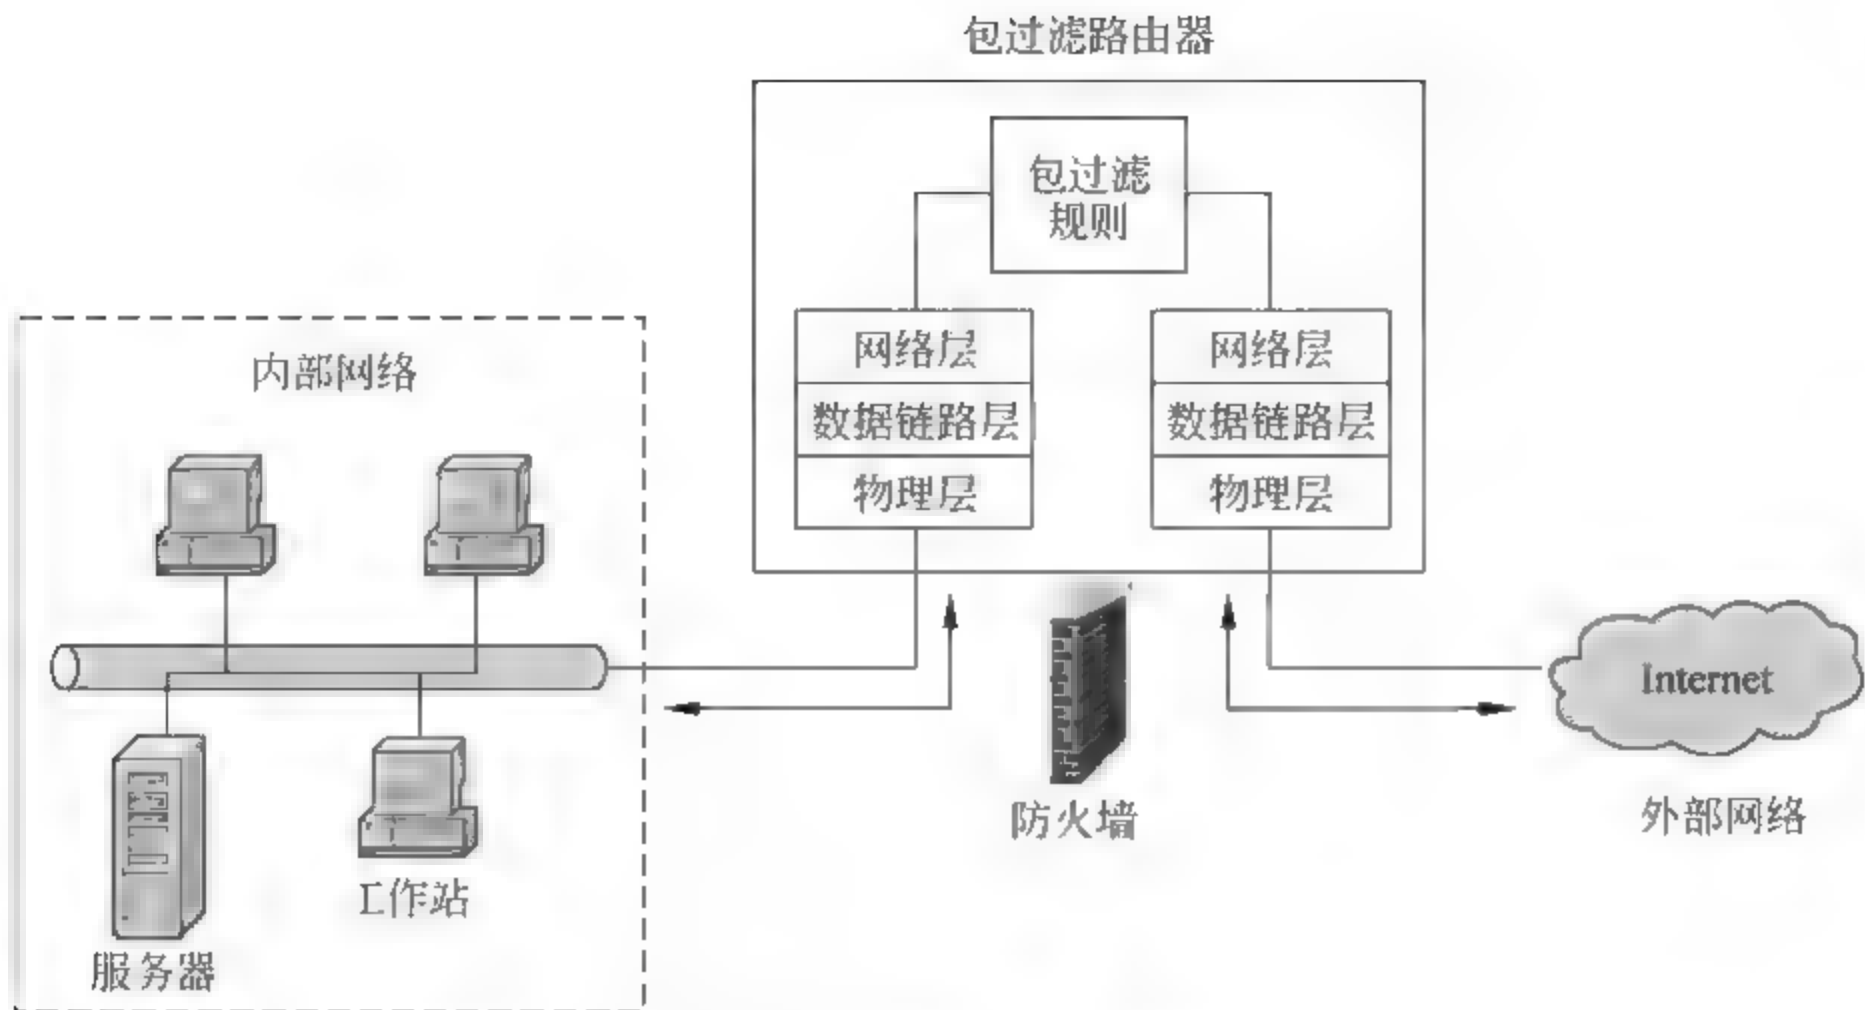 包过滤路由器
包过滤
规则
网络层
数据链路层
物理层
网络层
数据链路层
物理层
内部网络
工作站
服务器
防火墙
Internet
外部网络